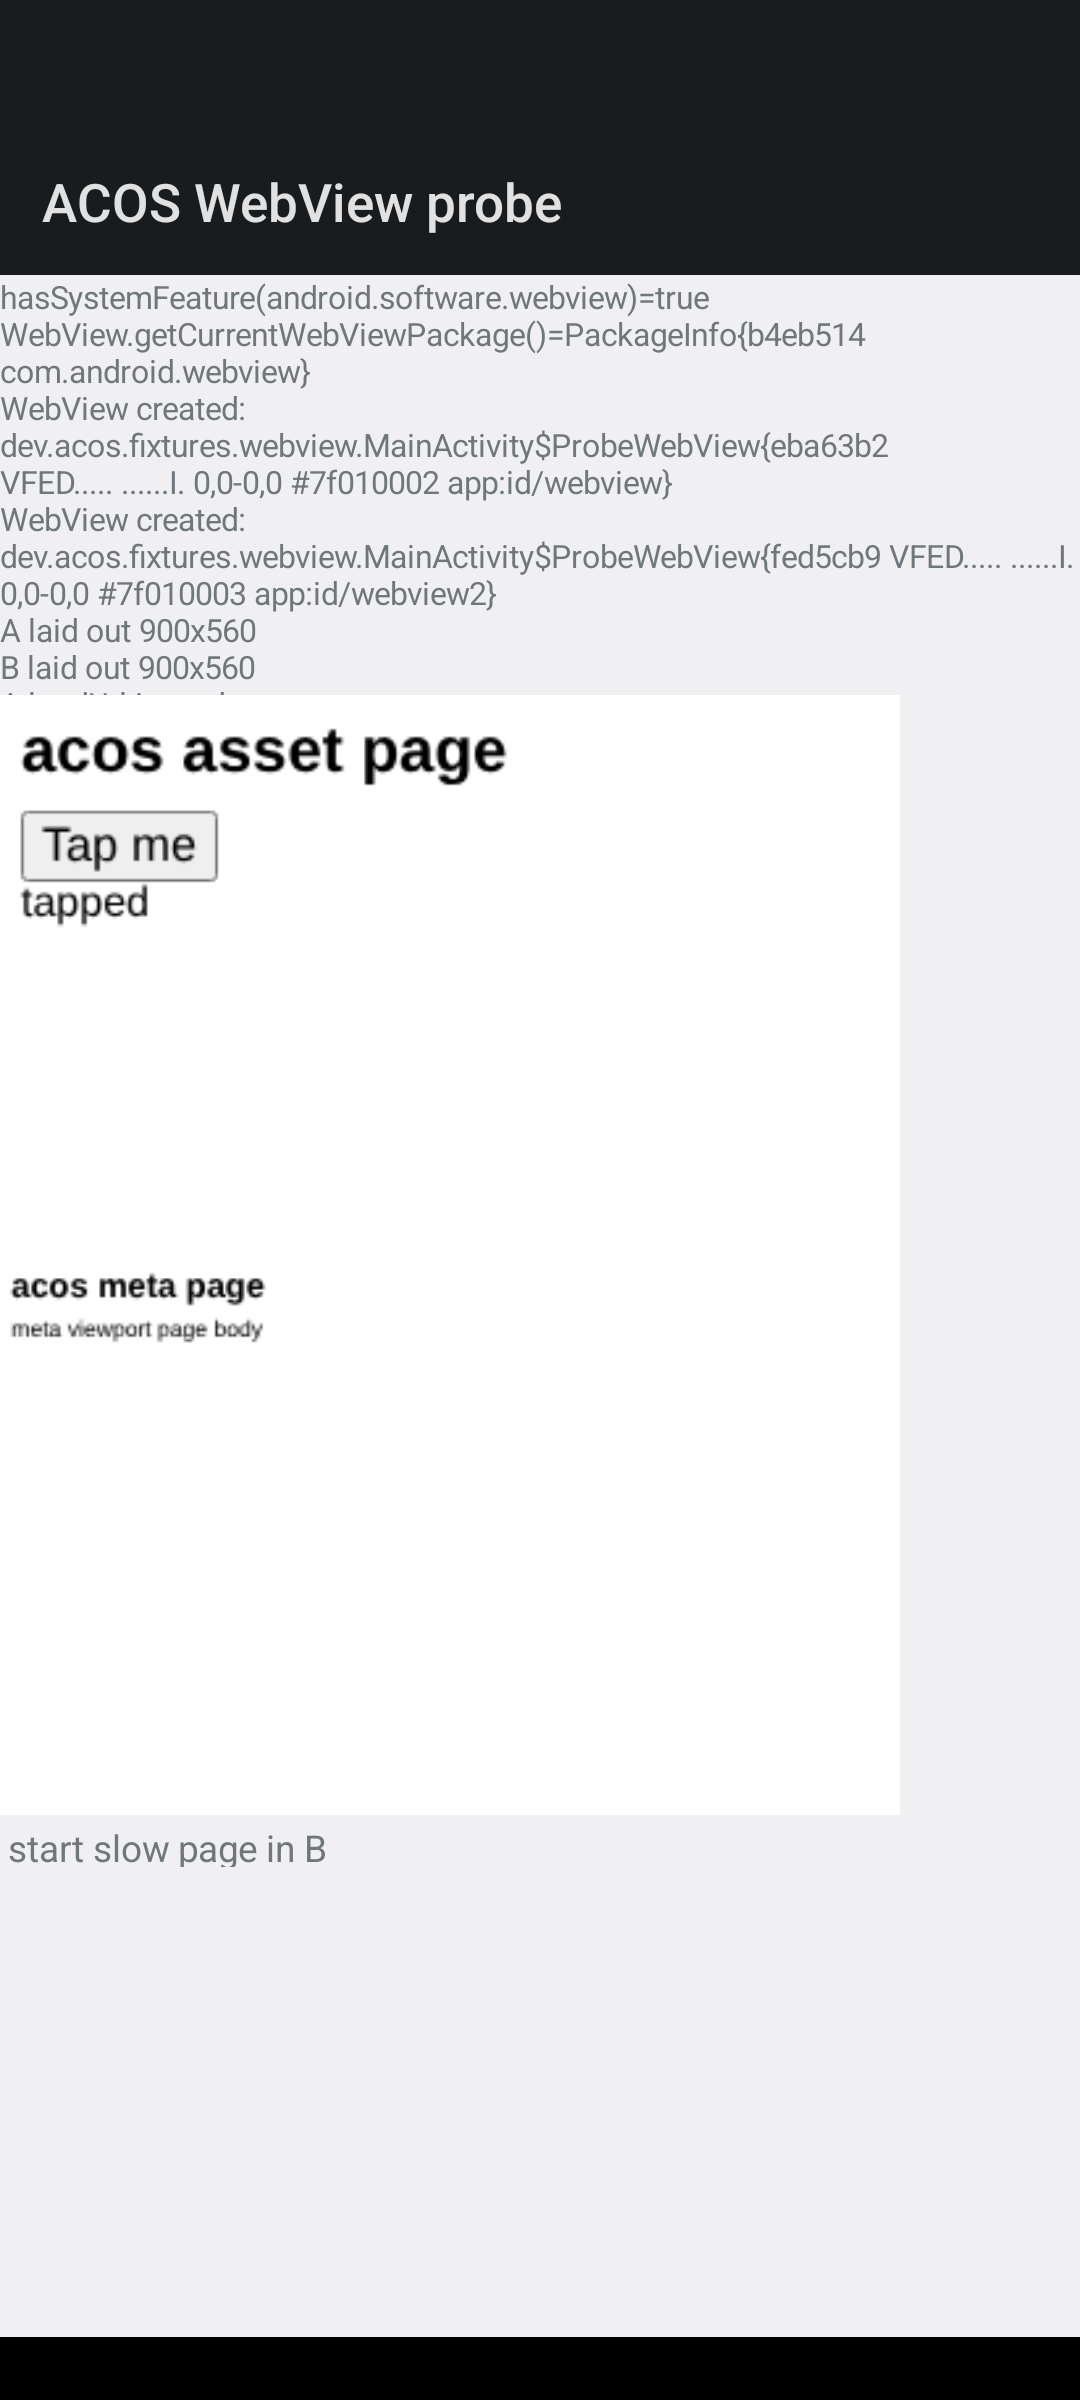 ACOS WebView probe
hasSystemFeature(android.software.webview)=true
WebView.getCurrentWebViewPackage()=PackageInfo{b4eb514
com.android.webview}
WebView created:
dev.acos.fixtures.webview.MainActivity$ProbeWebView{eba63b2
VFED..... ......I. 0,0-0,0 #7f010002 app:id/webview}
WebView created:
dev.acos.fixtures.webview.MainActivity$ProbeWebView{fed5cb9 VFED..... ......I.
0,0-0,0 #7f010003 app:id/webview2}
A laid out 900x560
B laid out 900x560
acos asset page
Tap me
tapped
acos meta page
meta viewport page body
start slow page in B